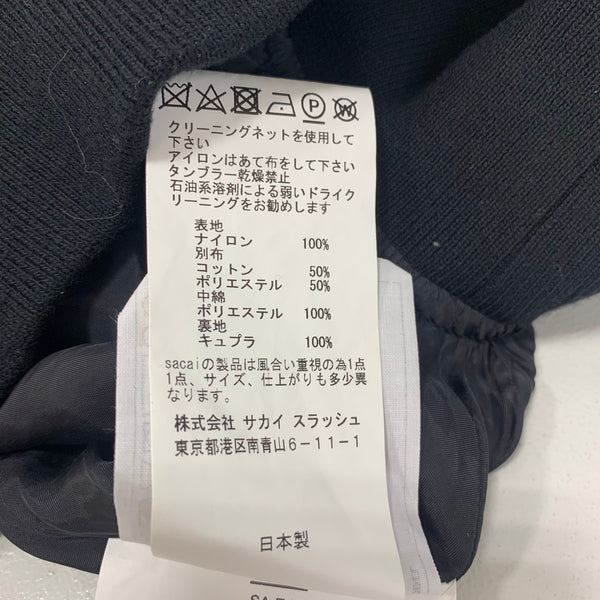 P W
クリーニングネットを使用して
下さい
アイロンはあて布をして下さい
タンブラー乾燥禁止
石油系溶剤による弱いドライク
リーニングをお勧めします
表地
ナイロン 100%
別布
コットン 50%
ポリエステル 50%
中綿
ポリエステル 100%
裏地
キュプラ 100%
sacaiの製品は風合い重視の為1点
1点、サイズ、仕上がりも多少異
なります。
株式会社 サカイ スラッシュ
東京都港区南青山6-11-1
日本製